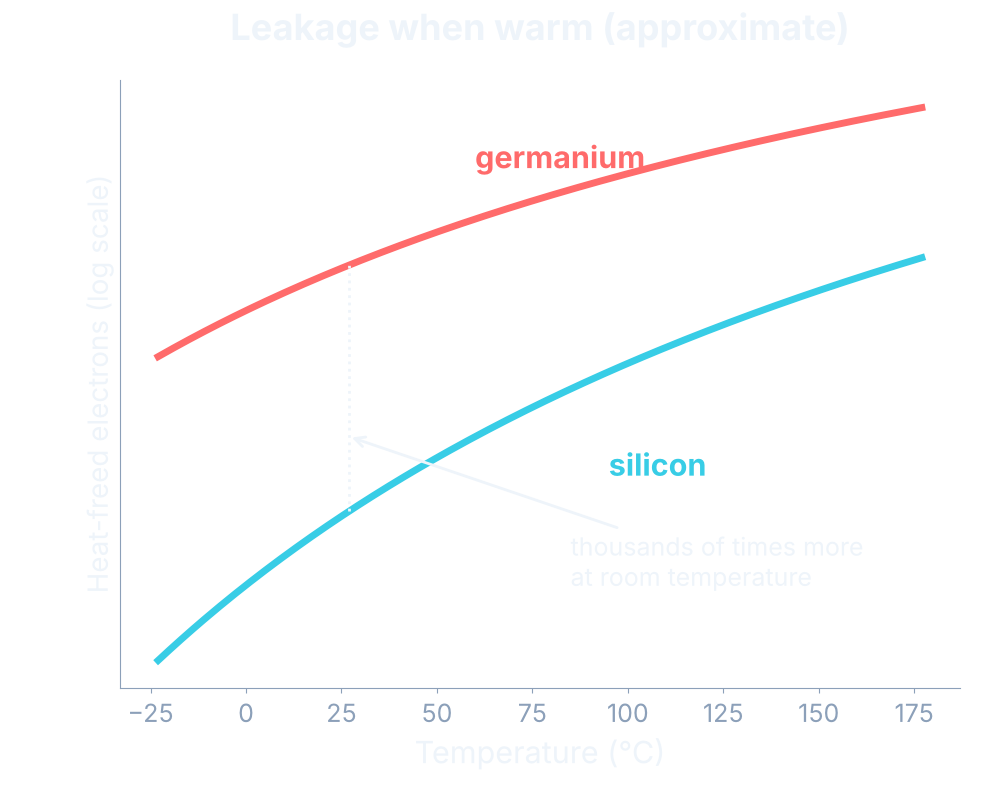 Leakage when warm (approximate)
Heat-freed electrons (log scale)
germanium
silicon
thousands of times more
at room temperature
−25 0 25 50 75 100 125 150 175
Temperature (°C)